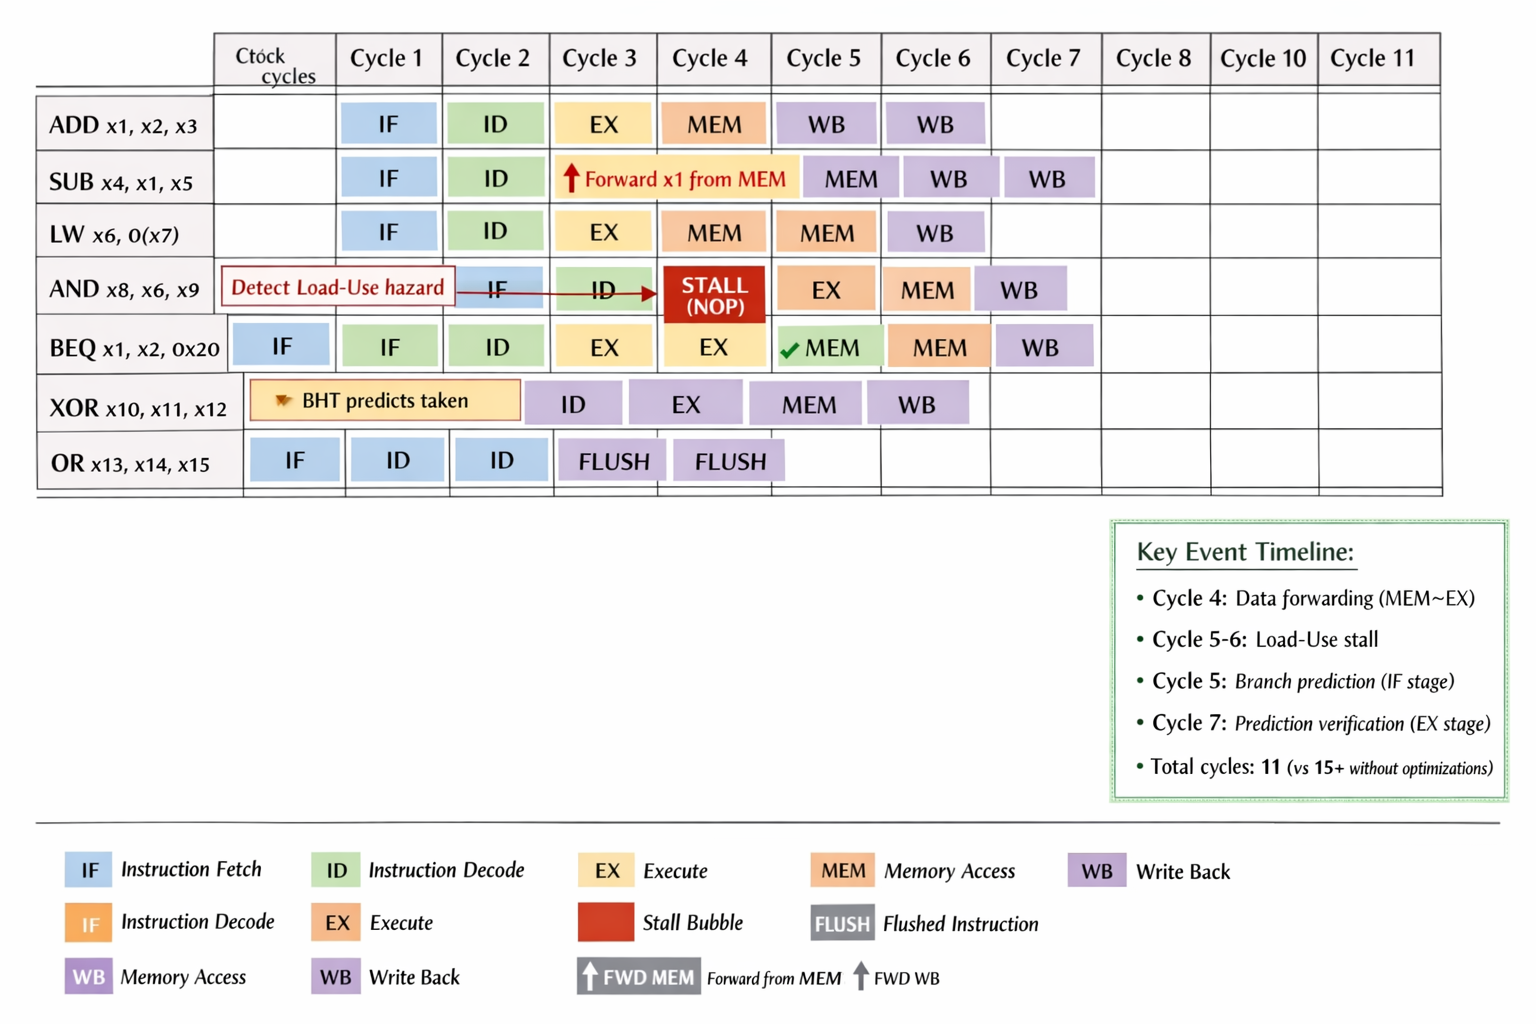 Clock cycles Cycle 1 Cycle 2 Cycle 3 Cycle 4 Cycle 5 Cycle 6 Cycle 7 Cycle 8 Cycle 10 Cycle 11
ADD x1, x2, x3 IF ID EX MEM WB WB
SUB x4, x1, x5 IF ID ↑ Forward x1 from MEM MEM WB WB
LW x6, 0(x7) IF ID EX MEM MEM WB
AND x8, x6, x9 Detect Load-Use hazard IF ID STALL (NOP) EX MEM WB
BEQ x1, x2, 0x20 IF IF ID EX EX ✔ MEM MEM WB
XOR x10, x11, x12 BHT predicts taken ID EX MEM WB
OR x13, x14, x15 IF ID ID FLUSH FLUSH
Key Event Timeline:
• Cycle 4: Data forwarding (MEM~EX)
• Cycle 5-6: Load-Use stall
• Cycle 5: Branch prediction (IF stage)
• Cycle 7: Prediction verification (EX stage)
• Total cycles: 11 (vs 15+ without optimizations)
IF Instruction Fetch ID Instruction Decode EX Execute MEM Memory Access WB Write Back
IF Instruction Decode EX Execute Stall Bubble FLUSH Flushed Instruction
WB Memory Access WB Write Back ↑ FWD MEM Forward from MEM ↑ FWD WB